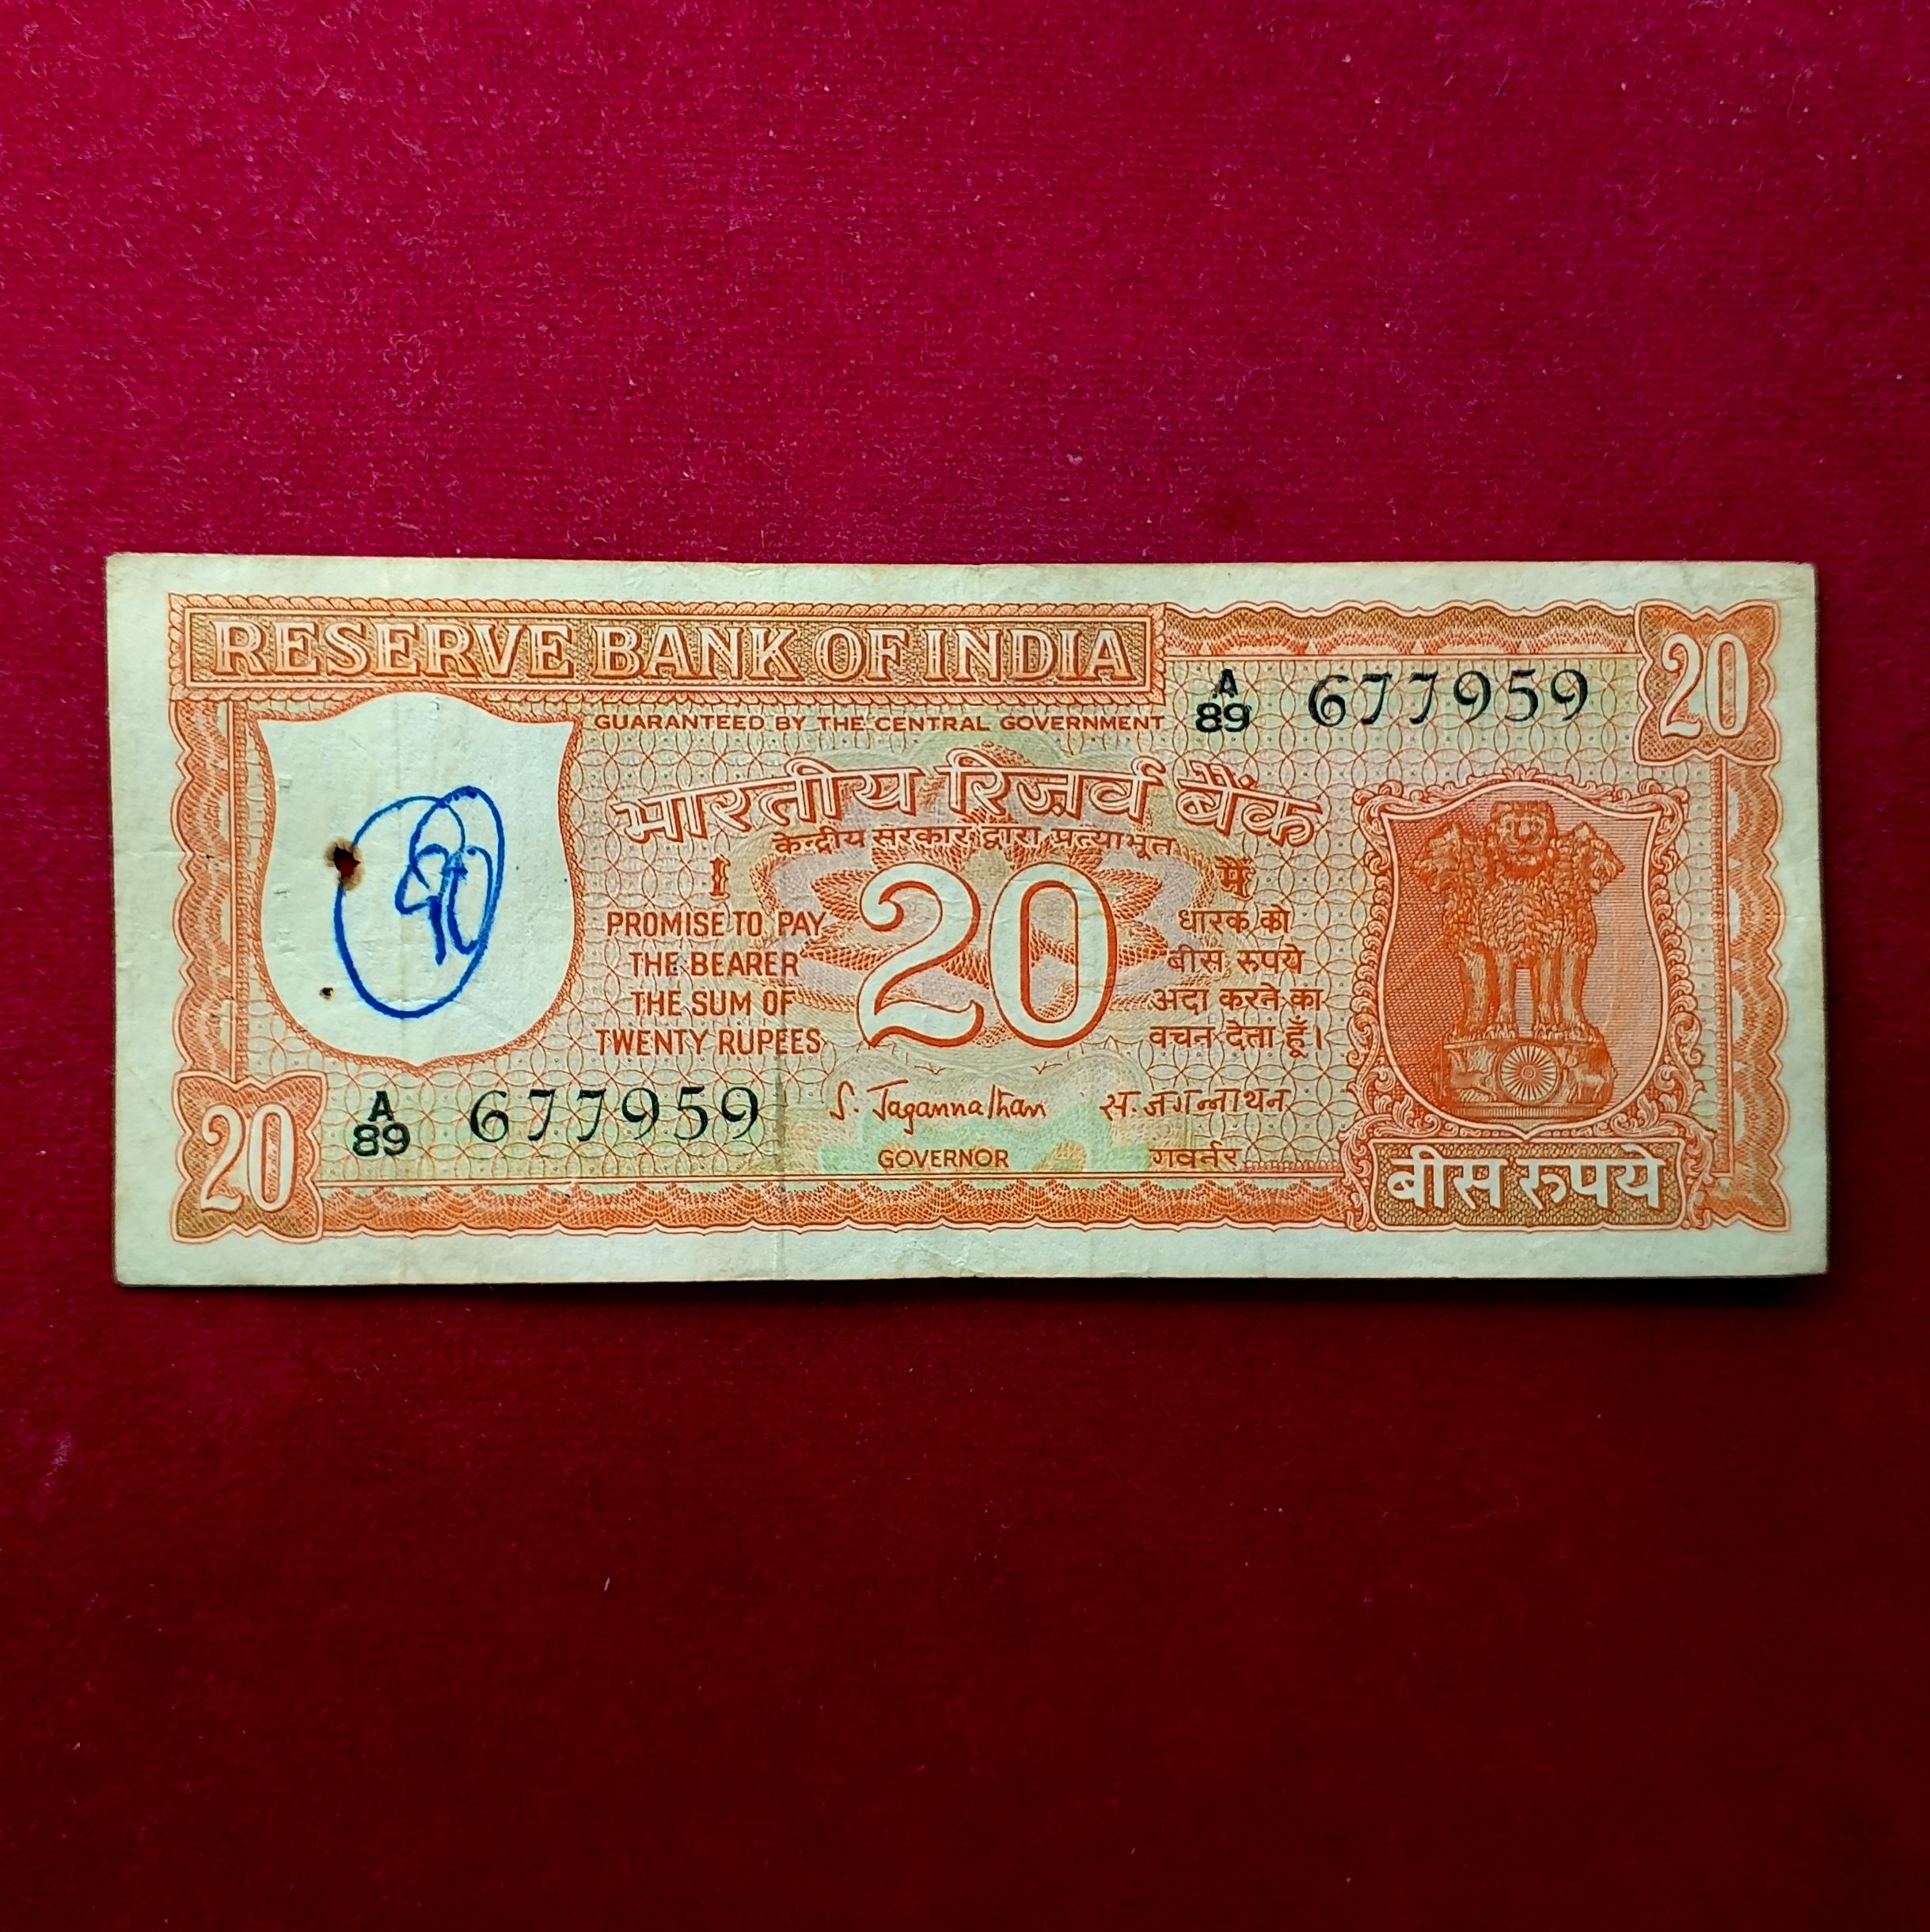 RESERVE BANK OF INDIA
20
GUARANTEED BY THE CENTRAL GOVERNMENT
A
89 677959
भारतीय रिज़र्व बैंक
केन्द्रीय सरकार द्वारा प्रत्याभूत
I
PROMISE TO PAY
THE BEARER
THE SUM OF
TWENTY RUPEES
20
मैं
धारक को
बीस रुपये
अदा करने का
वचन देता हूँ।
20
A
89 677959
S. Jagannathan
स. जगन्नाथन
GOVERNOR
गवर्नर
बीस रुपये